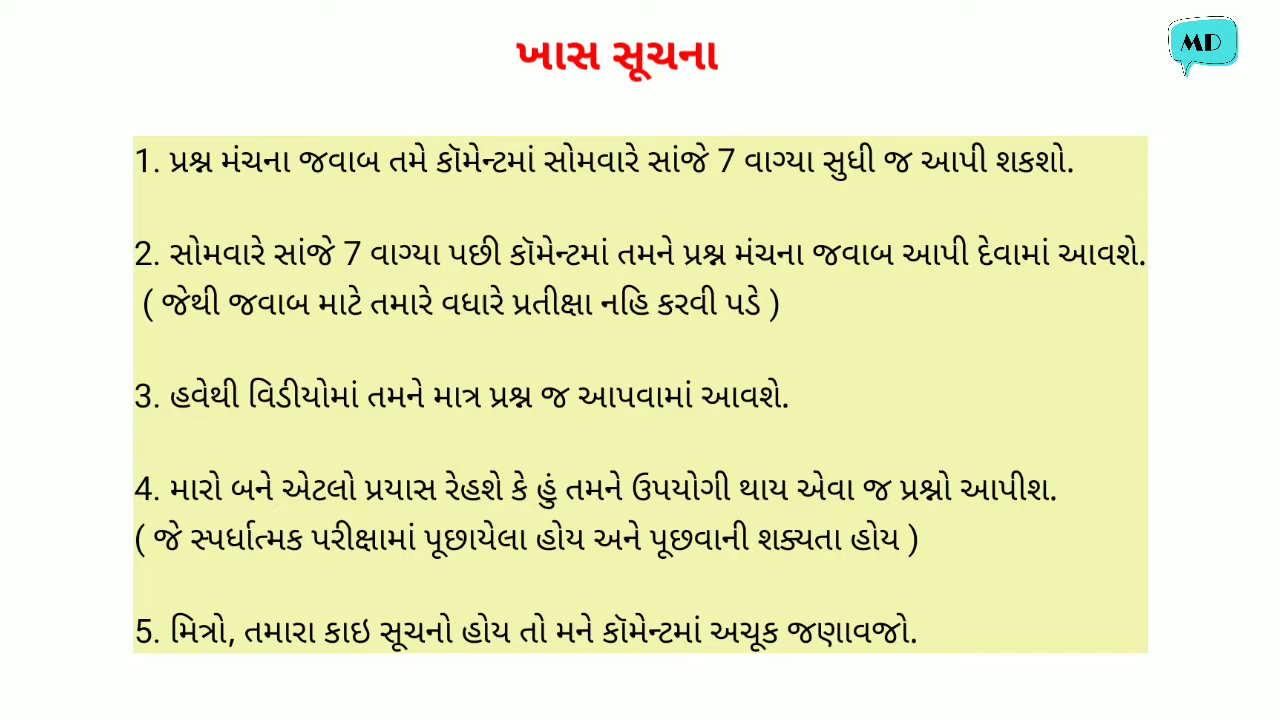 ખાસ સૂચના
MD
1. પ્રશ્ન મંચના જવાબ તમે કૉમેન્ટમાં સોમવારે સાંજે 7 વાગ્યા સુધી જ આપી શકશો.
2. સોમવારે સાંજે 7 વાગ્યા પછી કૉમેન્ટમાં તમને પ્રશ્ન મંચના જવાબ આપી દેવામાં આવશે.
( જેથી જવાબ માટે તમારે વધારે પ્રતીક્ષા નહિ કરવી પડે )
3. હવેથી વિડીયોમાં તમને માત્ર પ્રશ્ન જ આપવામાં આવશે.
4. મારો બને એટલો પ્રયાસ રેહશે કે હું તમને ઉપયોગી થાય એવા જ પ્રશ્નો આપીશ.
( જે સ્પર્ધાત્મક પરીક્ષામાં પૂછાયેલા હોય અને પૂછવાની શક્યતા હોય )
5. મિત્રો, તમારા કાઇ સૂચનો હોય તો મને કૉમેન્ટમાં અચૂક જણાવજો.